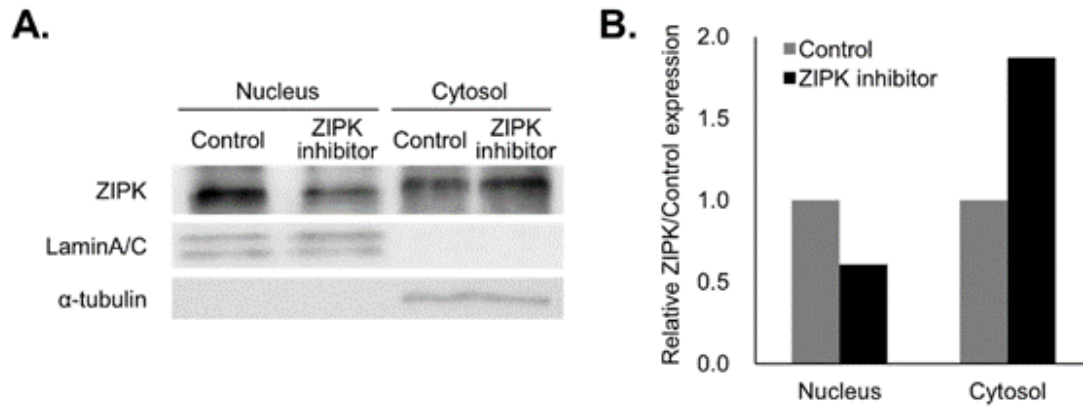 A.
Nucleus Cytosol
Control ZIPK inhibitor Control ZIPK inhibitor
ZIPK
LaminA/C
α-tubulin
B.
Relative ZIPK/Control expression
2.0
1.5
1.0
0.5
0.0
Control
ZIPK inhibitor
Nucleus Cytosol